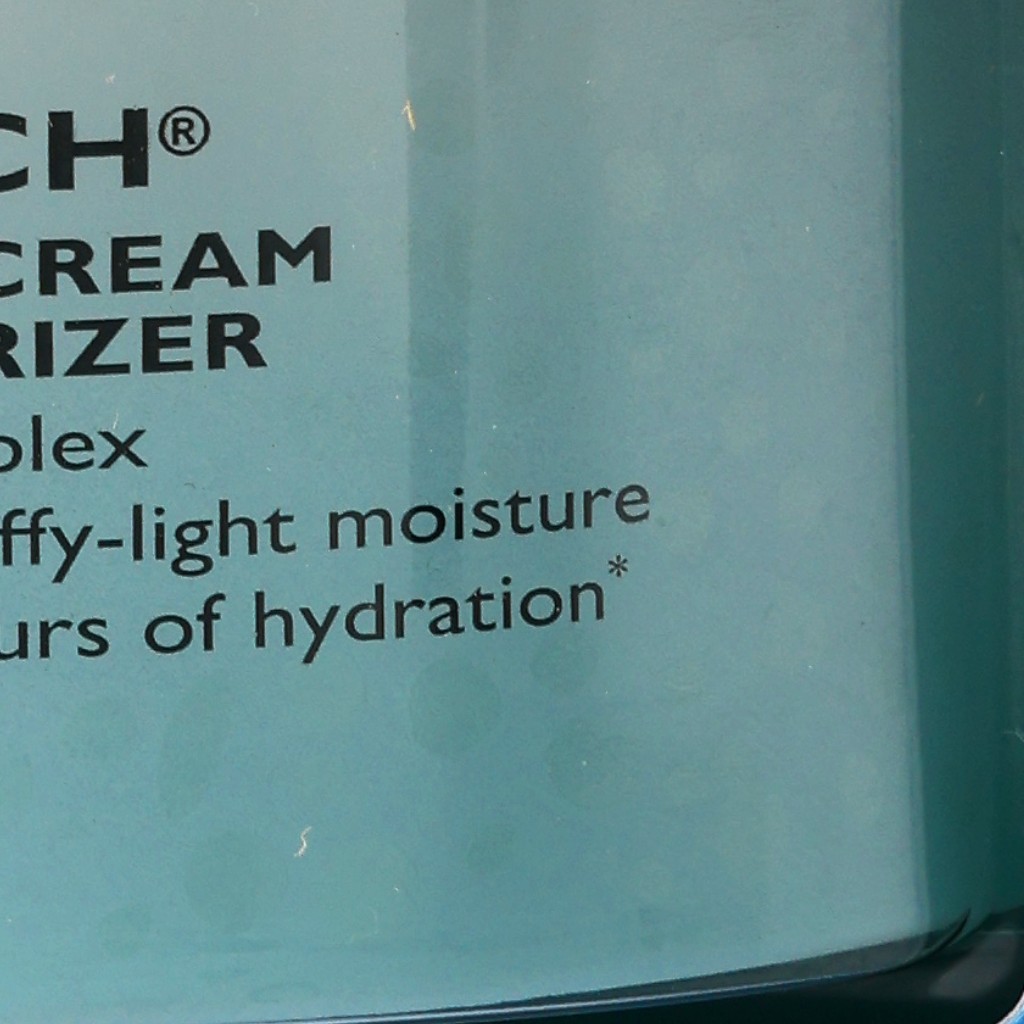 CH®
CREAM
RIZER
plex
ffy-light moisture
urs of hydration*